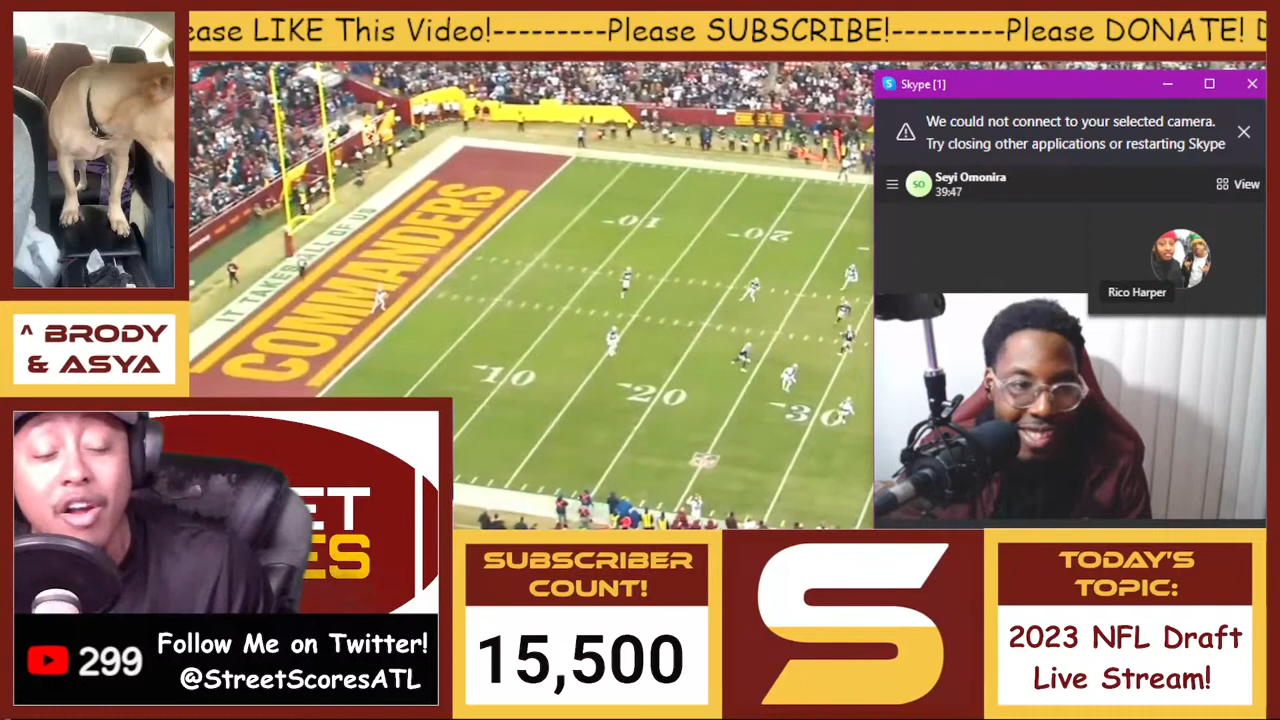 ease LIKE This Video!---------Please SUBSCRIBE!---------Please DONATE! D
Skype [1]
We could not connect to your selected camera.
Try closing other applications or restarting Skype
SO
Seyi Omonira
39:47
View
Rico Harper
IT TAKES ALL OF US
COMMANDERS
10
20
10
20
30
^ BRODY
& ASYA
ET
ES
299
Follow Me on Twitter!
@StreetScoresATL
SUBSCRIBER
COUNT!
15,500
S
TODAY'S
TOPIC:
2023 NFL Draft
Live Stream!